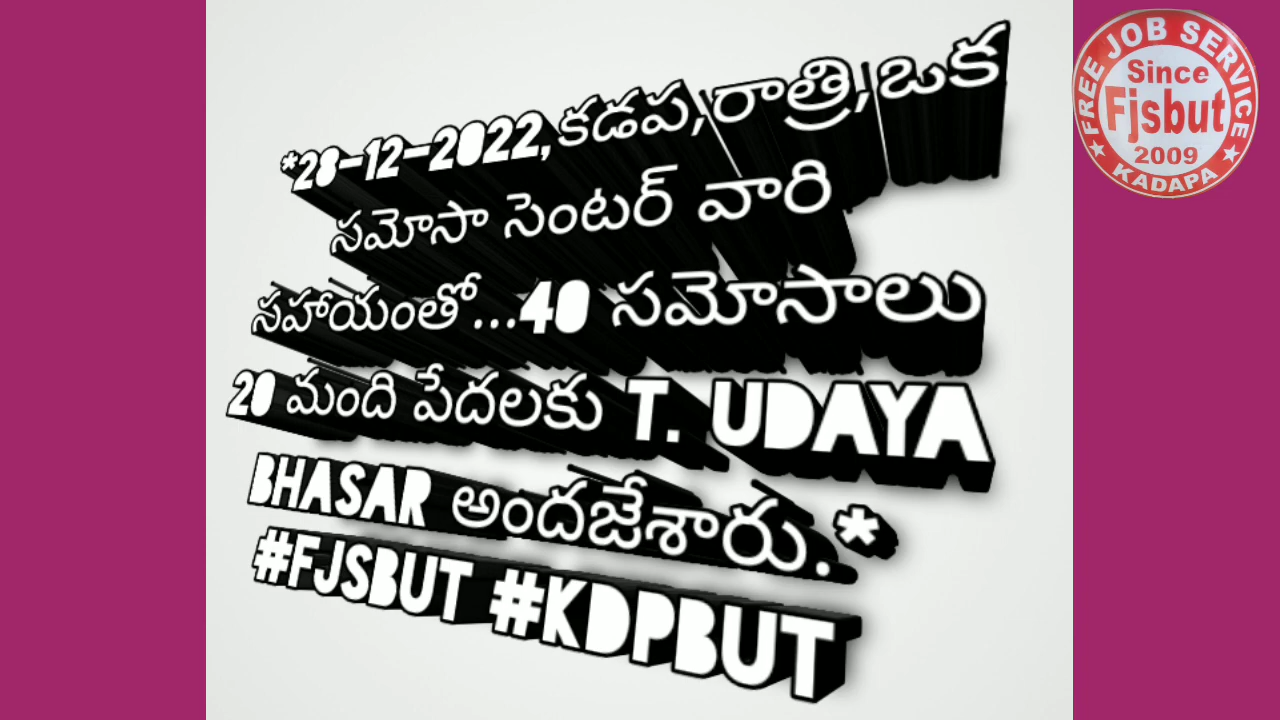 *28-12-2022,కడప,రాత్రి,ఒక
సమోసా సెంటర్ వారి
సహాయంతో...40 సమోసాలు
20 మంది పేదలకు T. UDAYA
BHASAR అందజేశారు.*
#FJSBUT #KDPBUT
FREE JOB SERVICE
Since
Fjsbut
2009
★ KADAPA ★